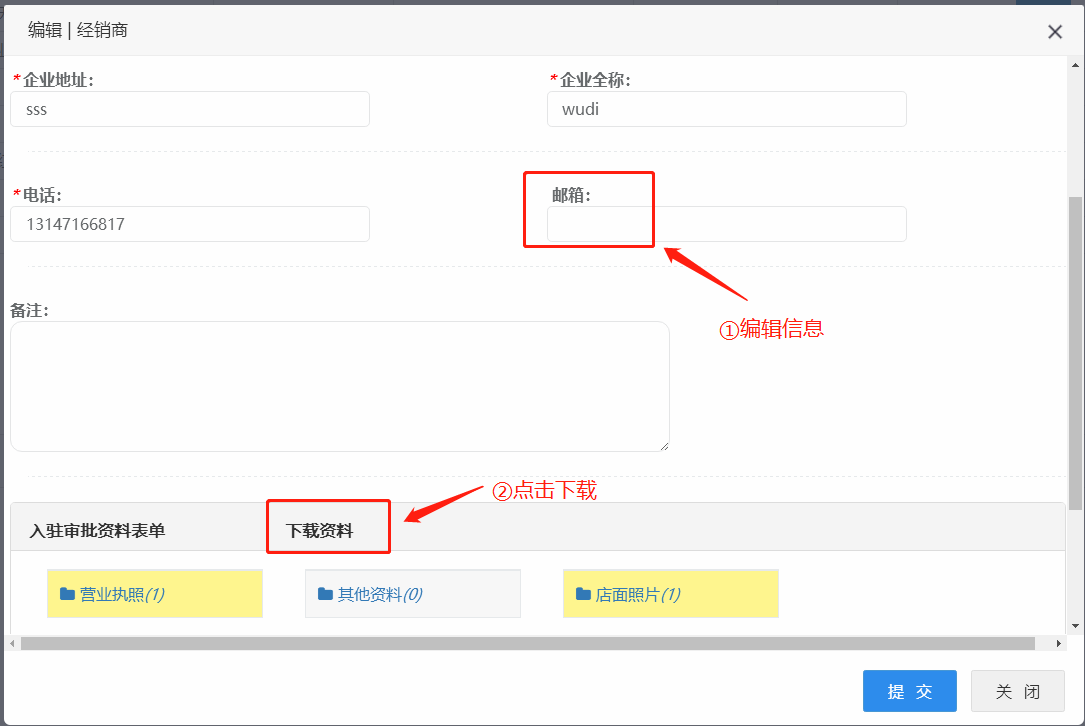 编辑 | 经销商
*企业地址:
*企业全称:
sss
wudi
*电话:
邮箱:
13147166817
①编辑信息
备注:
②点击下载
入驻审批资料表单
下载资料
营业执照(1)
其他资料(0)
店面照片(1)
提 交
关 闭